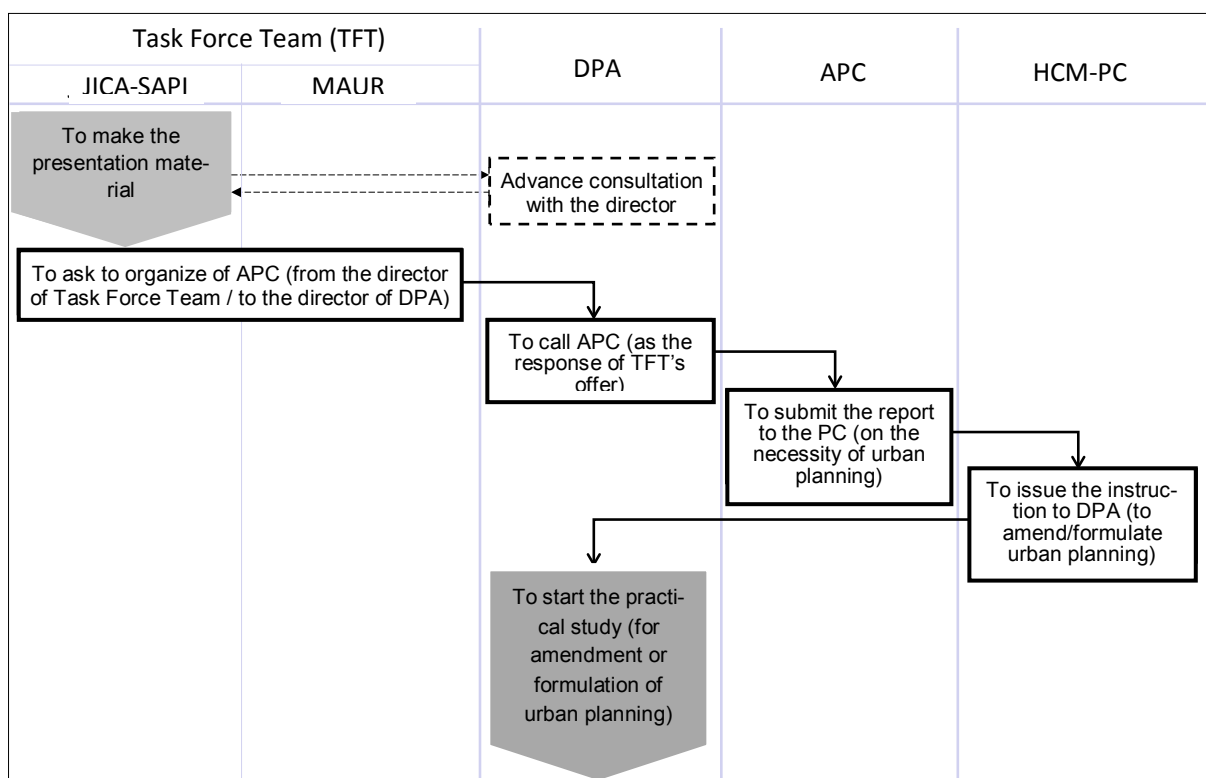 Task Force Team (TFT)
DPA
APC
HCM-PC
JICA-SAPI
MAUR
To make the
presentation mate-
rial
Advance consultation
with the director
To ask to organize of APC (from the director
of Task Force Team / to the director of DPA)
To call APC (as the
response of TFT's
offer)
To submit the report
to the PC (on the
necessity of urban
planning)
To issue the instruc-
tion to DPA (to
amend/formulate
urban planning)
To start the practi-
cal study (for
amendment or
formulation of
urban planning)